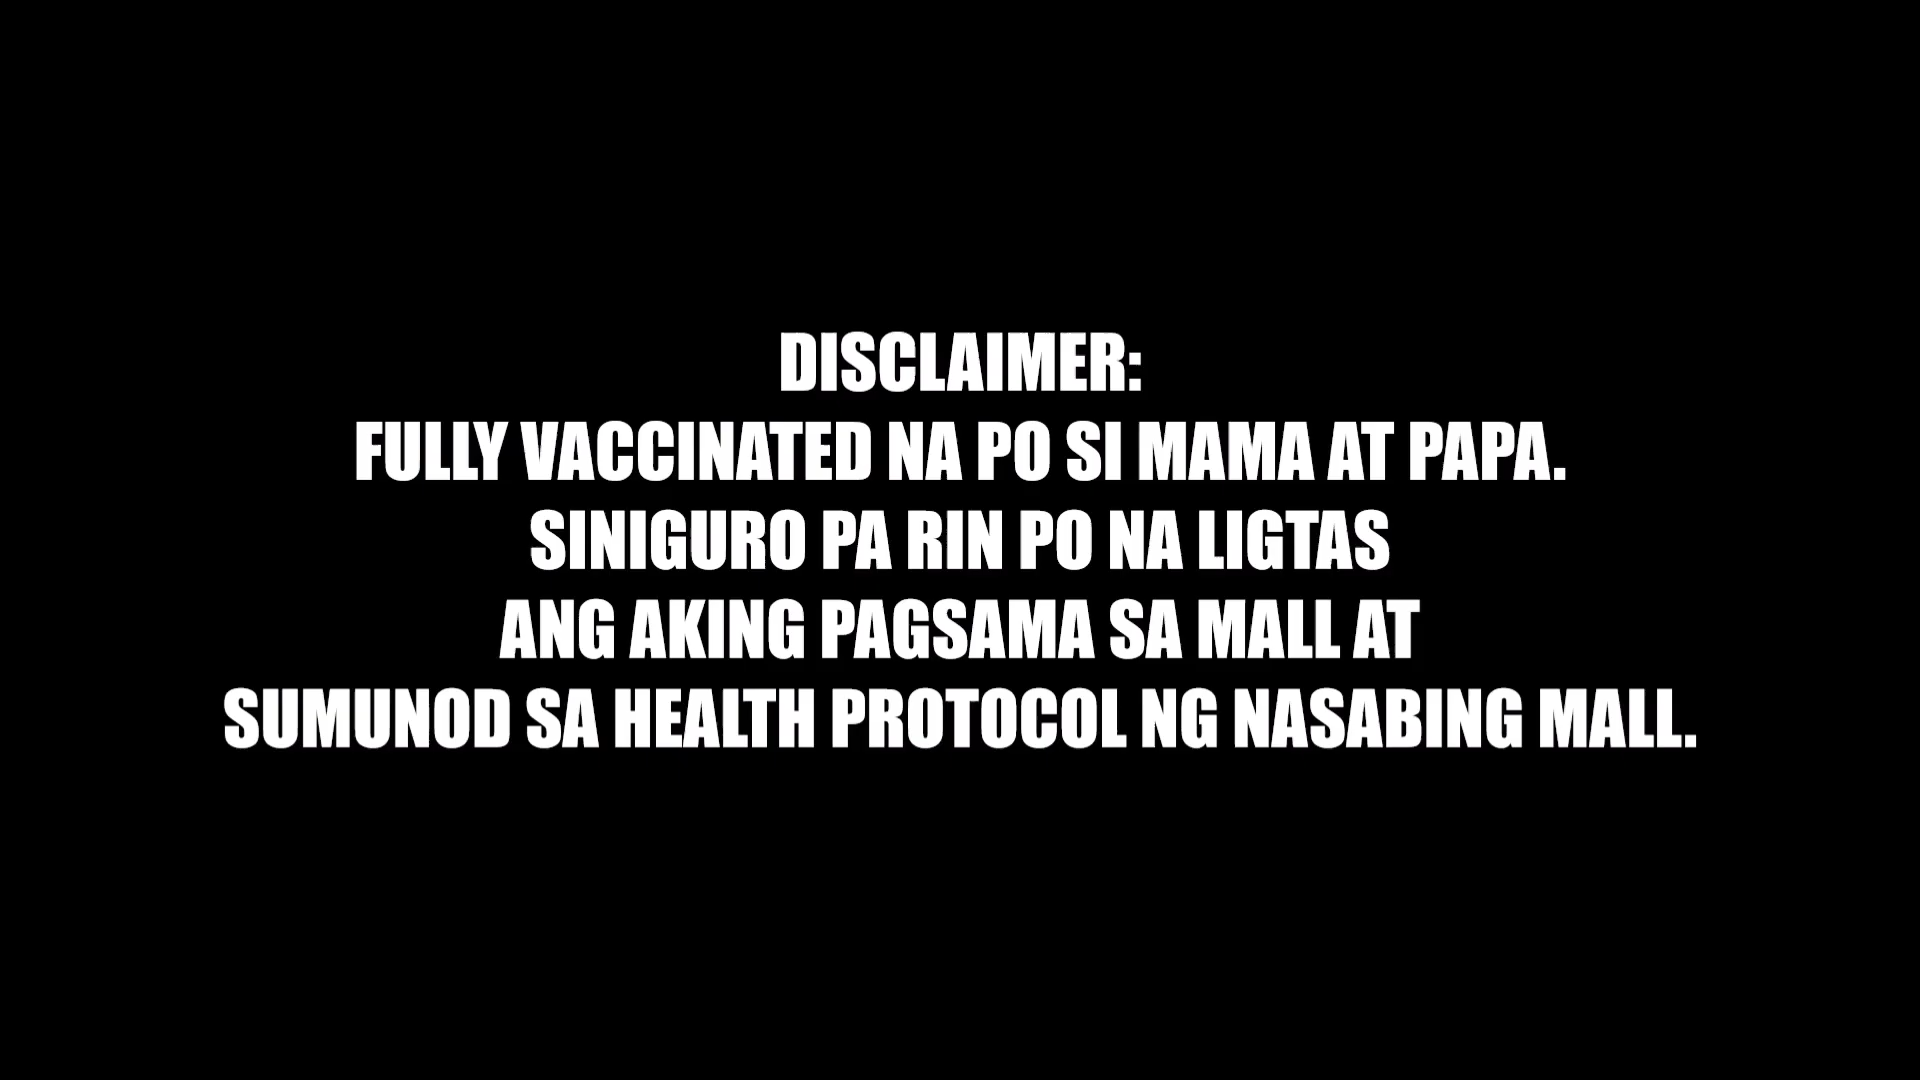 DISCLAIMER:
FULLY VACCINATED NA PO SI MAMA AT PAPA.
SINIGURO PA RIN PO NA LIGTAS
ANG AKING PAGSAMA SA MALL AT
SUMUNOD SA HEALTH PROTOCOL NG NASABING MALL.